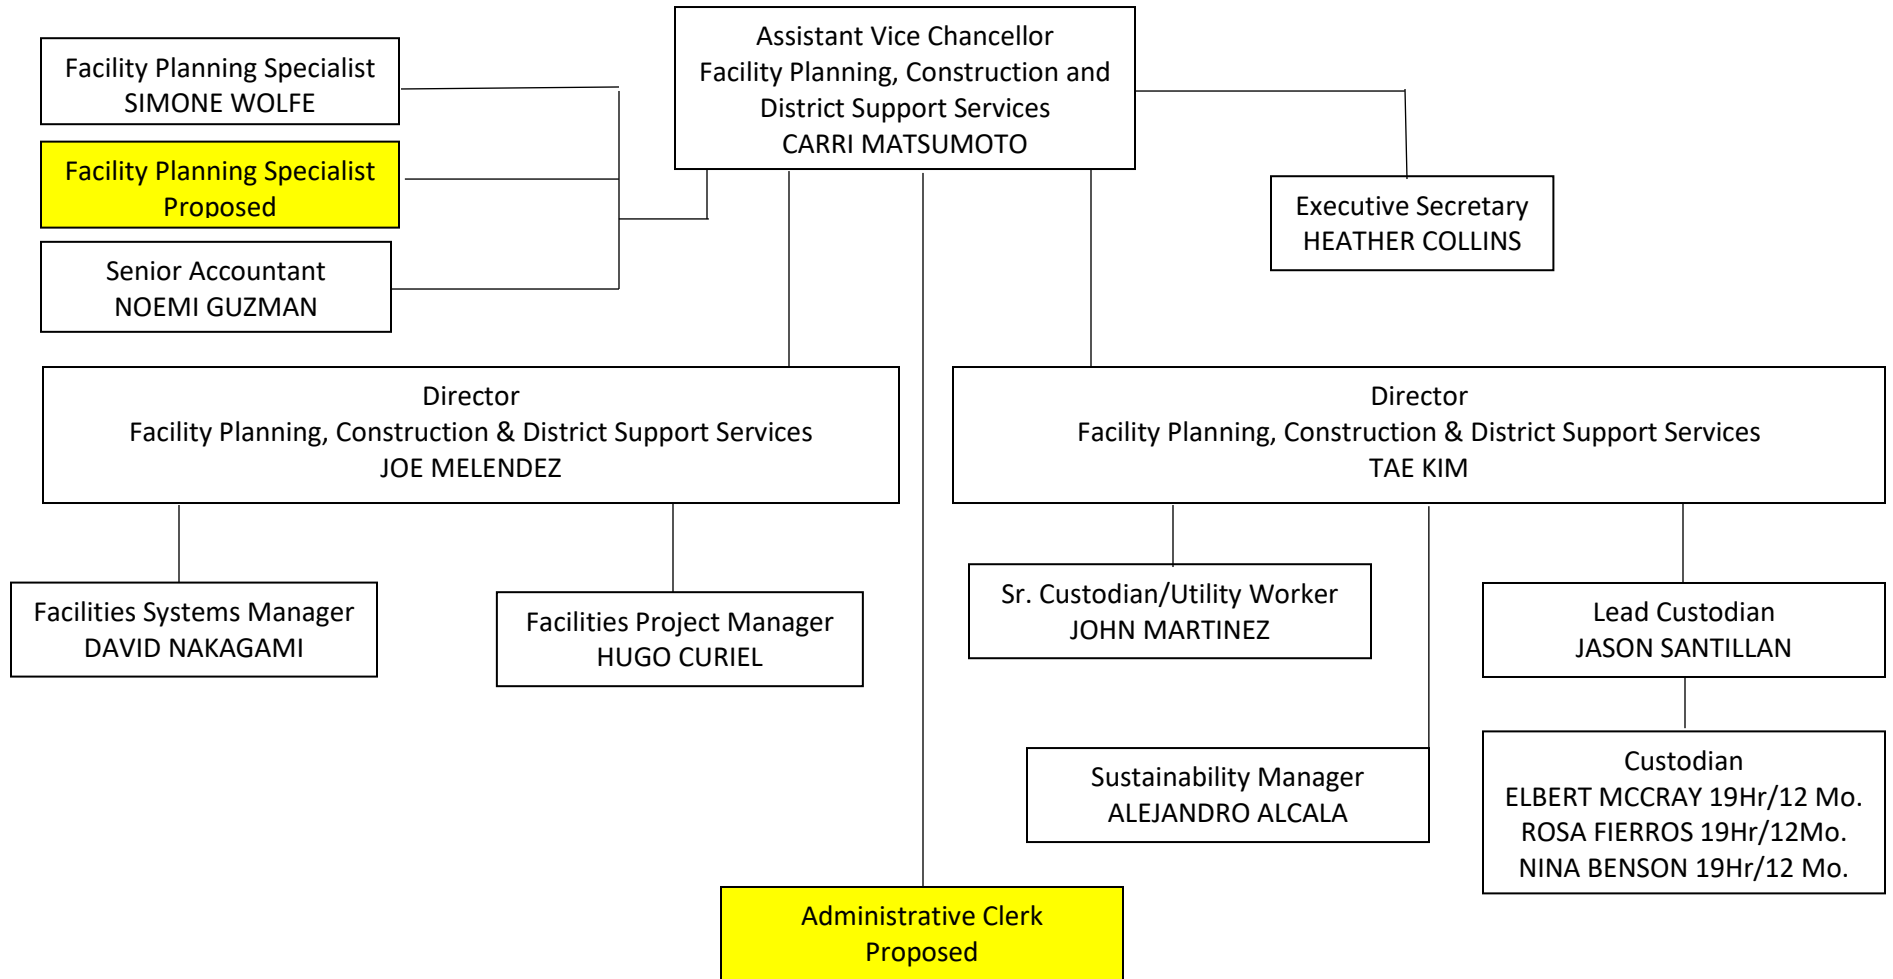 Assistant Vice Chancellor
Facility Planning, Construction and
District Support Services
CARRI MATSUMOTO
Facility Planning Specialist
SIMONE WOLFE
Facility Planning Specialist
Proposed
Senior Accountant
NOEMI GUZMAN
Executive Secretary
HEATHER COLLINS
Director
Facility Planning, Construction & District Support Services
JOE MELENDEZ
Director
Facility Planning, Construction & District Support Services
TAE KIM
Facilities Systems Manager
DAVID NAKAGAMI
Facilities Project Manager
HUGO CURIEL
Sr. Custodian/Utility Worker
JOHN MARTINEZ
Lead Custodian
JASON SANTILLAN
Sustainability Manager
ALEJANDRO ALCALA
Custodian
ELBERT MCCRAY 19Hr/12 Mo.
ROSA FIERROS 19Hr/12Mo.
NINA BENSON 19Hr/12 Mo.
Administrative Clerk
Proposed